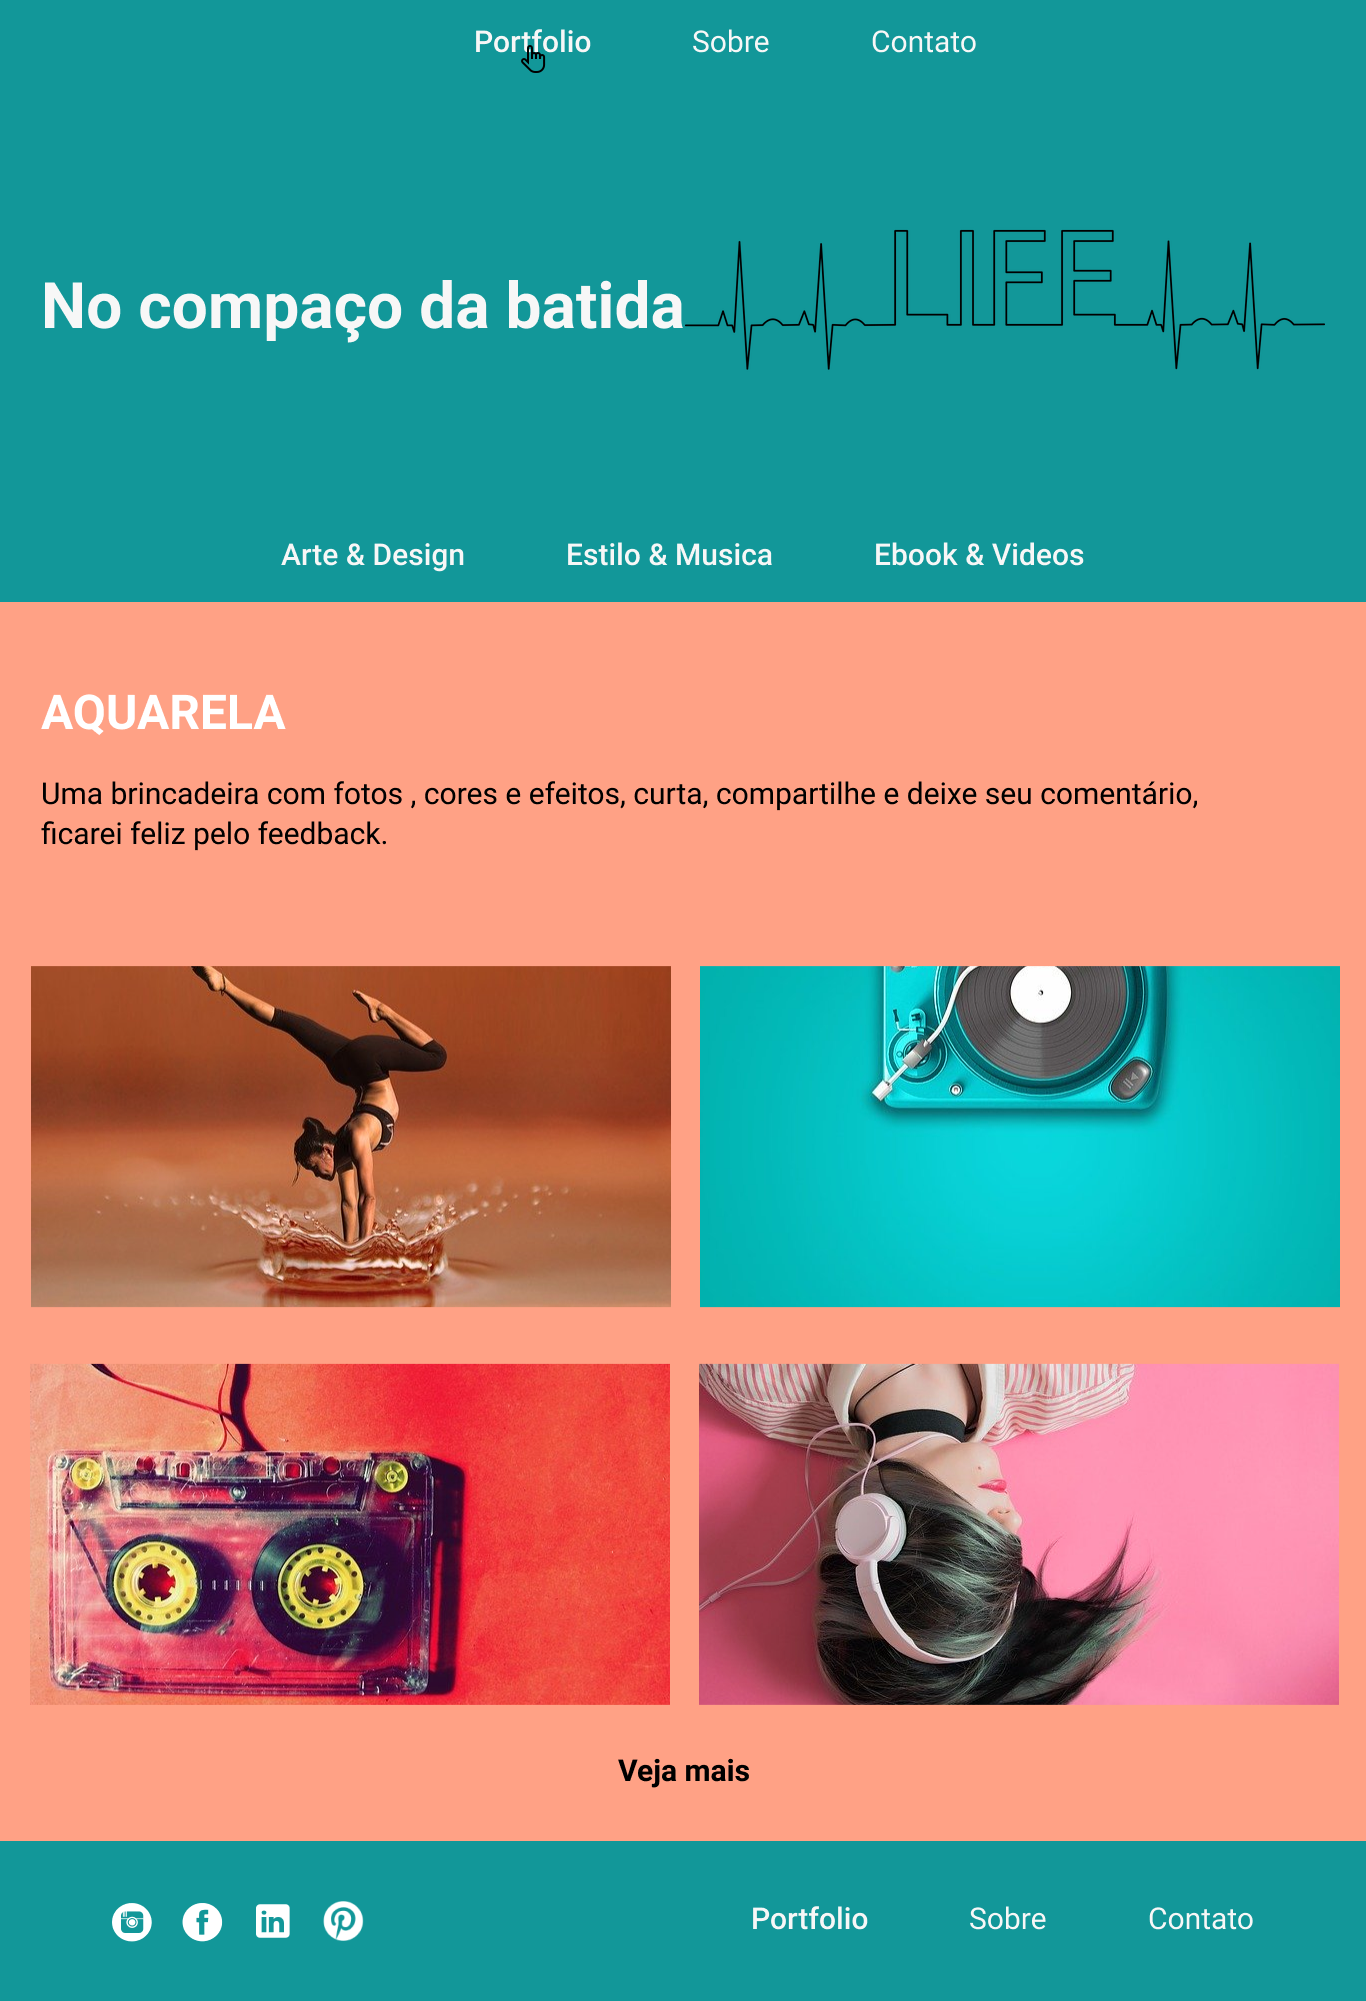 Portfolio Sobre Contato
No compaço da batida LIFE
Arte & Design Estilo & Musica Ebook & Videos
AQUARELA
Uma brincadeira com fotos , cores e efeitos, curta, compartilhe e deixe seu comentário,
ficarei feliz pelo feedback.
Veja mais
Portfolio Sobre Contato